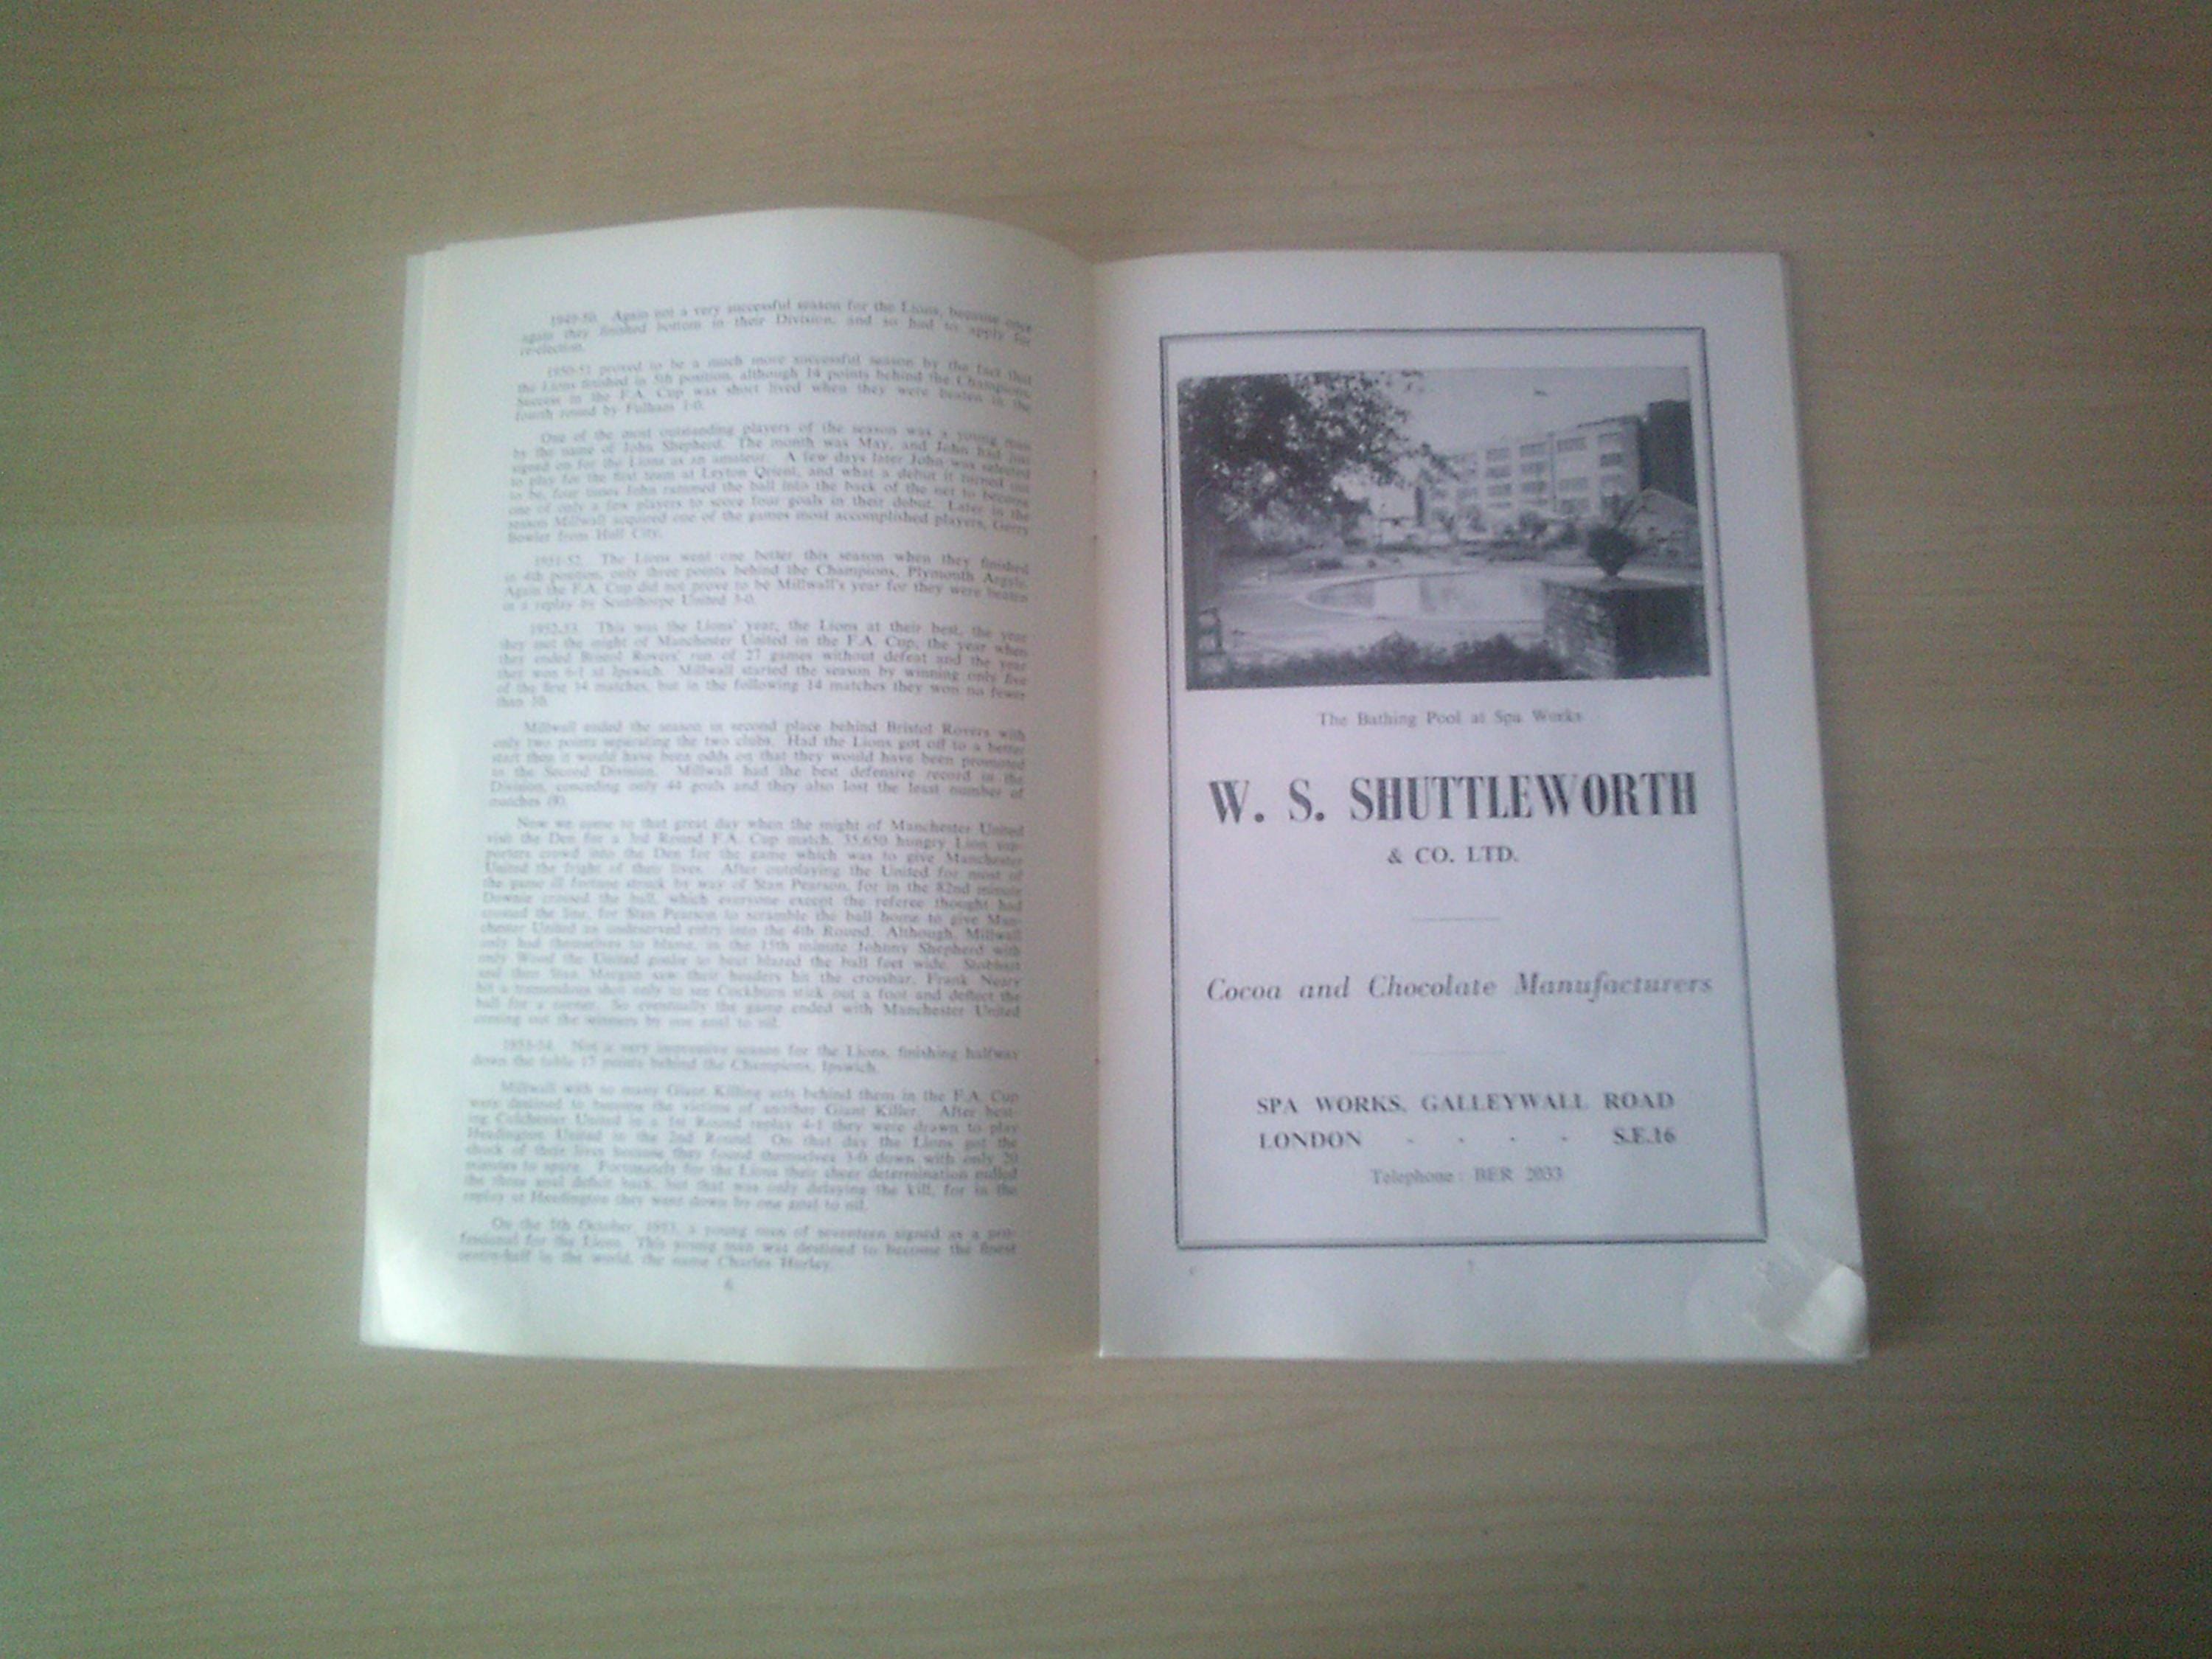 1949-50. Again not a very successful season for the Lions, because once
again they finished bottom in their Division, and so had to apply for
re-election.
1950-51 proved to be a much more successful season by the fact that
the Lions finished in 5th position, although 14 points behind the Champions.
Success in the F.A. Cup was short lived when they were beaten in the
fourth round by Fulham 1-0.
One of the most outstanding players of the season was a young man
by the name of John Shepherd. The month was May, and John had just
signed on for the Lions as an amateur. A few days later John was selected
to play for the first team at Leyton Orient, and what a debut it turned out
to be, four times John rammed the ball into the back of the net to become
one of only a few players to score four goals in their debut. Later in the
season Millwall acquired one of the games most accomplished players, Gerry
Bowler from Hull City.
1951-52. The Lions went one better this season when they finished
in 4th position, only three points behind the Champions, Plymouth Argyle.
Again the F.A. Cup did not prove to be Millwall's year for they were beaten
in a replay by Scunthorpe United 3-0.
1952-53. This was the Lions' year, the Lions at their best, the year
they met the might of Manchester United in the F.A. Cup, the year when
they ended Bristol Rovers' run of 27 games without defeat and the year
they won 6-1 at Ipswich. Millwall started the season by winning only five
of the first 14 matches, but in the following 14 matches they won no fewer
than 10.
Millwall ended the season in second place behind Bristol Rovers with
only two points separating the two clubs. Had the Lions got off to a better
start then it would have been odds on that they would have been promoted
to the Second Division. Millwall had the best defensive record in the
Division, conceding only 44 goals and they also lost the least number of
matches (8).
Now we come to that great day when the might of Manchester United
visit the Den for a 3rd Round F.A. Cup match, 35,650 hungry Lion sup-
porters crowd into the Den for the game which was to give Manchester
United the fright of their lives. After outplaying the United for most of
the game ill fortune struck by way of Stan Pearson, for in the 82nd minute
Downie crossed the ball, which everyone except the referee thought had
crossed the line, for Stan Pearson to scramble the ball home to give Man-
chester United an undeserved entry into the 4th Round. Although, Millwall
only had themselves to blame, in the 15th minute Johnny Shepherd with
only Wood the United goalie to beat blazed the ball feet wide.
and then Stan Morgan saw their headers hit the crossbar. Frank Neary
hit a tremendous shot only to see Cockburn stick out a foot and deflect the
ball for a corner. So eventually the game ended with Manchester United
coming out the winners by one goal to nil.
1953-54. Not a very impressive season for the Lions, finishing halfway
down the table 17 points behind the Champions, Ipswich.
Millwall with so many Giant Killing acts behind them in the F.A. Cup
were destined to become the victims of another Giant Killer. After beat-
ing Colchester United in a 1st Round replay 4-1 they were drawn to play
Headington United in the 2nd Round. On that day the Lions got the
shock of their lives because they found themselves 3-0 down with only 20
minutes to spare. Fortunately for the Lions their sheer determination pulled
the three goal deficit back, but that was only delaying the kill, for in the
replay at Headington they went down by one goal to nil.
On the 5th October, 1953, a young man of seventeen signed as a pro-
fessional for the Lions. This young man was destined to become the finest
centre-half in the world, the name Charles Hurley.
6
The Bathing Pool at Spa Works
W. S. SHUTTLEWORTH
& CO. LTD.
Cocoa and Chocolate Manufacturers
SPA WORKS, GALLEYWALL ROAD
LONDON - - - - S.E.16
Telephone : BER 2033